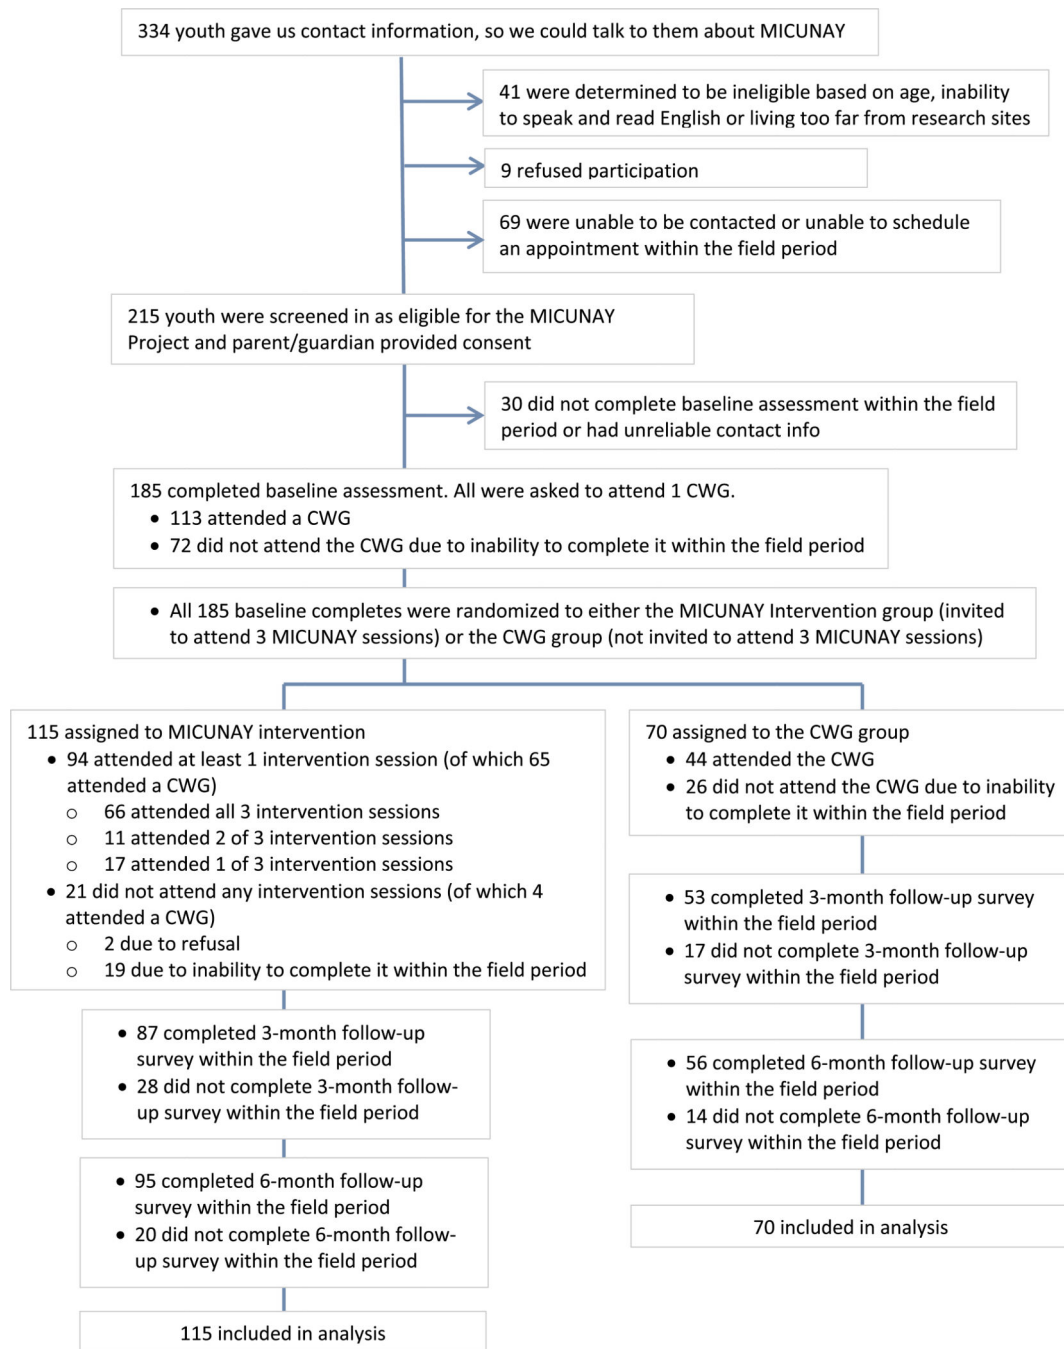 334 youth gave us contact information, so we could talk to them about MICUNAY
41 were determined to be ineligible based on age, inability
to speak and read English or living too far from research sites
9 refused participation
69 were unable to be contacted or unable to schedule
an appointment within the field period
215 youth were screened in as eligible for the MICUNAY
Project and parent/guardian provided consent
30 did not complete baseline assessment within the field
period or had unreliable contact info
185 completed baseline assessment. All were asked to attend 1 CWG.
• 113 attended a CWG
• 72 did not attend the CWG due to inability to complete it within the field period
• All 185 baseline completes were randomized to either the MICUNAY Intervention group (invited
to attend 3 MICUNAY sessions) or the CWG group (not invited to attend 3 MICUNAY sessions)
115 assigned to MICUNAY intervention
• 94 attended at least 1 intervention session (of which 65
attended a CWG)
o 66 attended all 3 intervention sessions
o 11 attended 2 of 3 intervention sessions
o 17 attended 1 of 3 intervention sessions
• 21 did not attend any intervention sessions (of which 4
attended a CWG)
o 2 due to refusal
o 19 due to inability to complete it within the field period
• 87 completed 3-month follow-up
survey within the field period
• 28 did not complete 3-month follow-
up survey within the field period
• 95 completed 6-month follow-up
survey within the field period
• 20 did not complete 6-month follow-
up survey within the field period
115 included in analysis
70 assigned to the CWG group
• 44 attended the CWG
• 26 did not attend the CWG due to inability
to complete it within the field period
• 53 completed 3-month follow-up survey
within the field period
• 17 did not complete 3-month follow-up
survey within the field period
• 56 completed 6-month follow-up survey
within the field period
• 14 did not complete 6-month follow-up
survey within the field period
70 included in analysis